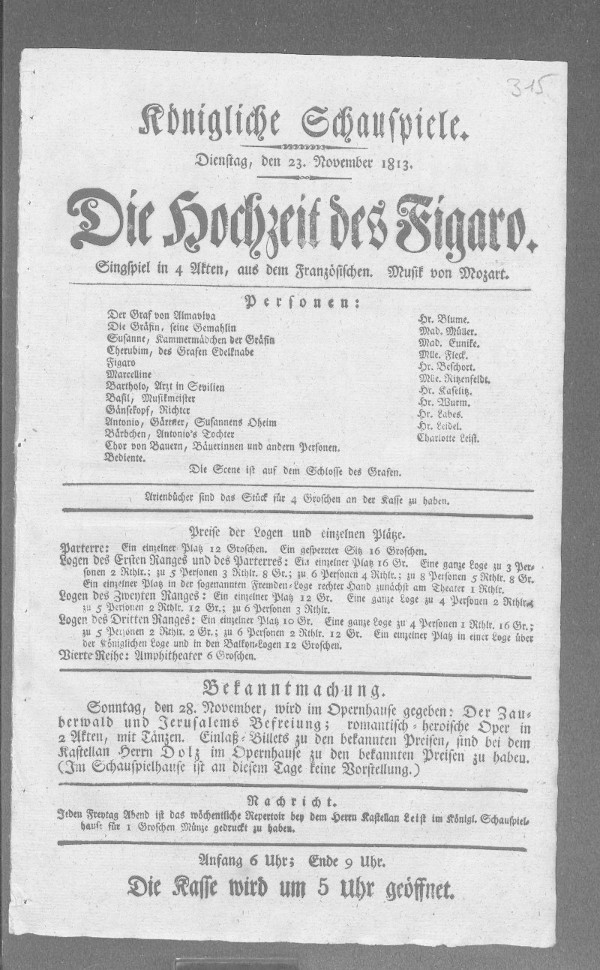 315.
Königliche Schauspiele.
Dienstag, den 23. November 1813.
Die Hochzeit des Figaro.
Singspiel in 4 Akten, aus dem Französischen. Musik von Mozart.
Personen:
Der Graf von Almaviva Hr. Blume.
Die Gräfin, seine Gemahlin Mad. Müller.
Susanne, Kammermädchen der Gräfin Mad. Eunike.
Cherubim, des Grafen Edelknabe Mlle. Fleck.
Figaro Hr. Beschort.
Marcelline Mlle. Ritzenfeldt.
Bartholo, Arzt in Sevilien Hr. Kaselitz.
Basil, Musikmeister Hr. Wurm.
Gänsekopf, Richter Hr. Labes.
Antonio, Gärtner, Susannens Oheim Hr. Leidel.
Bärbchen, Antonio's Tochter Charlotte Leist.
Chor von Bauern, Bäuerinnen und andern Personen.
Bediente.
Die Scene ist auf dem Schlosse des Grafen.
Arienbücher sind das Stück für 4 Groschen an der Kasse zu haben.
Preise der Logen und einzelnen Plätze.
Parterre: Ein einzelner Platz 12 Groschen. Ein gesperrter Sitz 16 Groschen.
Logen des Ersten Ranges und des Parterres: Ein einzelner Platz 16 Gr. Eine ganze Loge zu 3 Per-
sonen 2 Rthlr.; zu 5 Personen 3 Rthlr. 8 Gr.; zu 6 Personen 4 Rthlr.; zu 8 Personen 5 Rthlr. 8 Gr.
Ein einzelner Platz in der sogenannten Fremden-Loge rechter Hand zunächst am Theater 1 Rthlr.
Logen des Zweyten Ranges: Ein einzelner Platz 12 Gr. Eine ganze Loge zu 4 Personen 2 Rthlr.;
zu 5 Personen 2 Rthlr. 12 Gr.; zu 6 Personen 3 Rthlr.
Logen des Dritten Ranges: Ein einzelner Platz 10 Gr. Eine ganze Loge zu 4 Personen 1 Rthlr. 16 Gr.;
zu 5 Personen 2 Rthlr. 2 Gr.; zu 6 Personen 2 Rthlr. 12 Gr. Ein einzelner Platz in einer Loge über
der Königlichen Loge und in den Balkon-Logen 12 Groschen.
Vierte Reihe: Amphitheater 6 Groschen.
Bekanntmachung.
Sonntag, den 28. November, wird im Opernhause gegeben: Der Zau-
berwald und Jerusalems Befreiung; romantisch-heroische Oper in
2 Akten, mit Tänzen. Einlaß-Billets zu den bekannten Preisen, sind bei dem
Kastellan Herrn Dolz im Opernhause zu den bekannten Preisen zu haben.
(Im Schauspielhause ist an diesem Tage keine Vorstellung.)
Nachricht.
Jeden Freytag Abend ist das wöchentliche Repertoir bey dem Herrn Kastellan Leist im Königl. Schauspiel-
hause für 1 Groschen Münze gedruckt zu haben.
Anfang 6 Uhr; Ende 9 Uhr.
Die Kasse wird um 5 Uhr geöffnet.